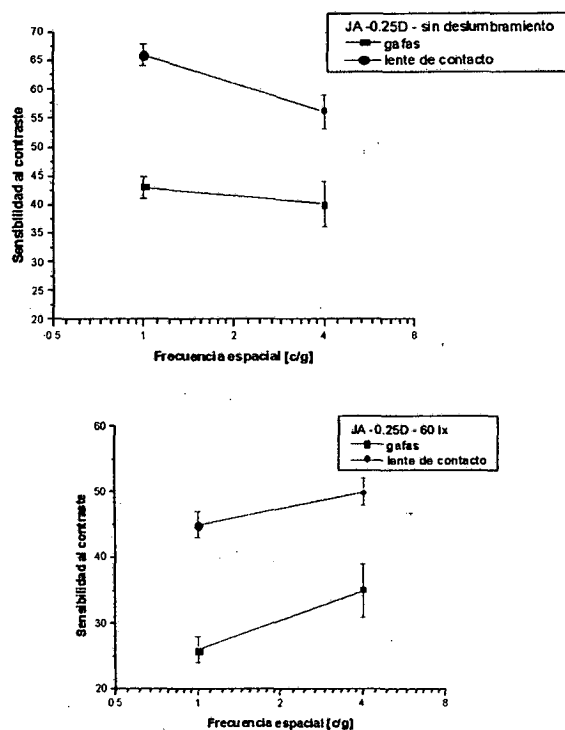 JA -0.25D - sin deslumbramiento
gafas
lente de contacto
70
65
60
55
50
45
40
35
30
25
20
Sensibilidad al contraste
-0.5
1
2
4
8
Frecuencia espacial [c/g]
JA -0.25D - 60 lx
gafas
lente de contacto
60
50
40
30
20
Sensibilidad al contraste
0.5
1
2
4
8
Frecuencia espacial [c/g]